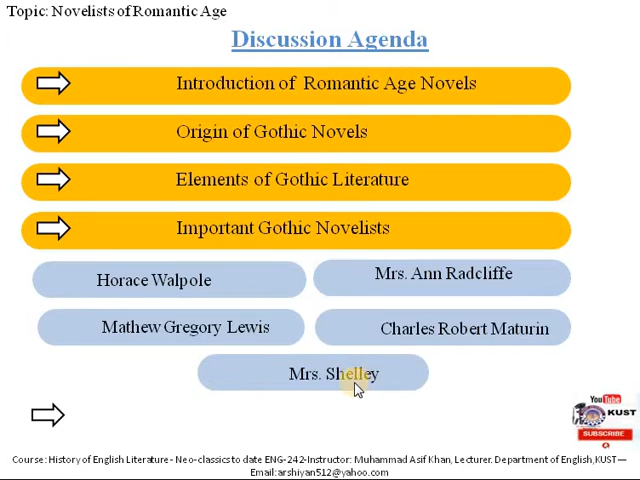 Topic: Novelists of Romantic Age
Discussion Agenda
Introduction of Romantic Age Novels
Origin of Gothic Novels
Elements of Gothic Literature
Important Gothic Novelists
Horace Walpole
Mrs. Ann Radcliffe
Mathew Gregory Lewis
Charles Robert Maturin
Mrs. Shelley
YouTube
KUST
SUBSCRIBE
Course: History of English Literature - Neo-classics to date ENG-242-Instructor: Muhammad Asif Khan, Lecturer. Department of English,KUST—
Email:arshiyan512@yahoo.com